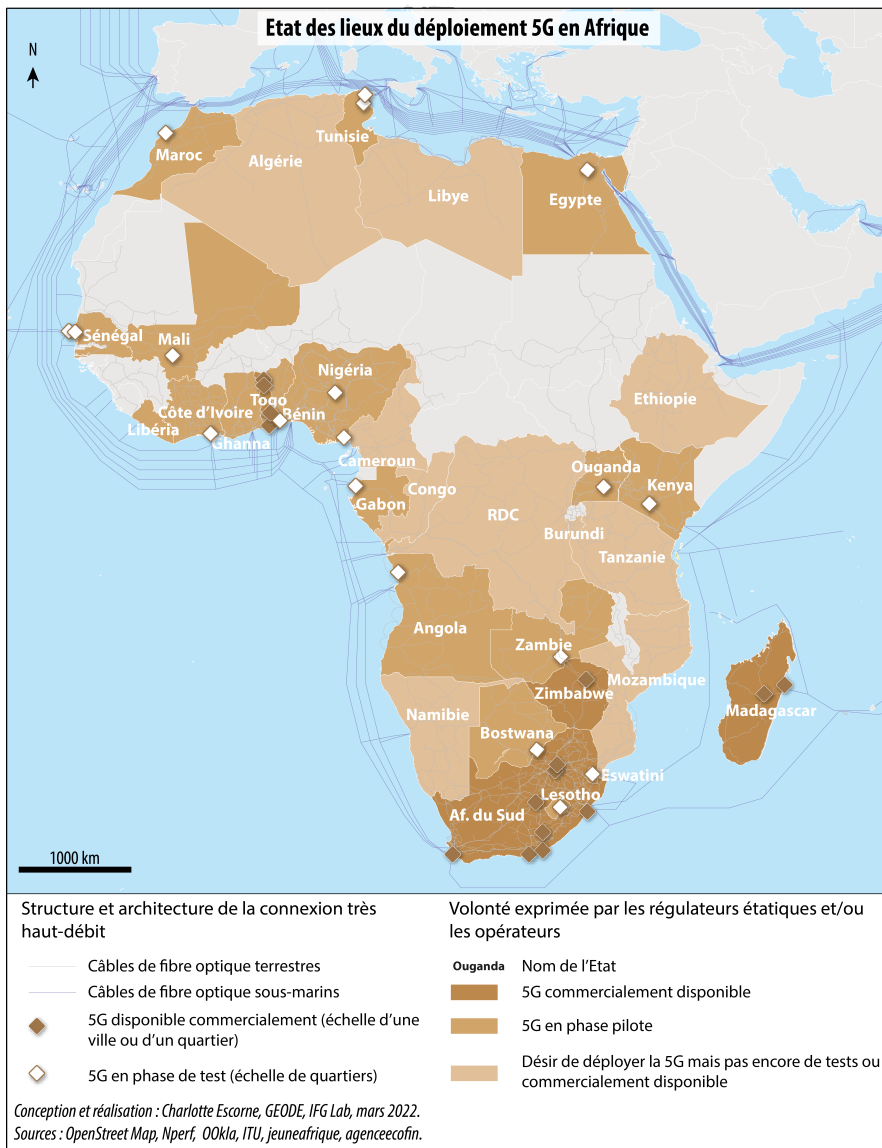 Etat des lieux du déploiement 5G en Afrique
N
Tunisie
Maroc
Algérie
Libye
Egypte
Sénégal
Mali
Nigéria
Togo
Côte d'Ivoire
Bénin
Libéria
Ghanna
Ethiopie
Cameroun
Ouganda
Kenya
Congo
Gabon
RDC
Burundi
Tanzanie
Angola
Zambie
Mozambique
Zimbabwe
Madagascar
Namibie
Bostwana
Eswatini
Lesotho
Af. du Sud
1000 km
Structure et architecture de la connexion très
haut-débit
Câbles de fibre optique terrestres
Câbles de fibre optique sous-marins
5G disponible commercialement (échelle d'une
ville ou d'un quartier)
5G en phase de test (échelle de quartiers)
Volonté exprimée par les régulateurs étatiques et/ou
les opérateurs
Ouganda Nom de l'Etat
5G commercialement disponible
5G en phase pilote
Désir de déployer la 5G mais pas encore de tests ou
commercialement disponible
Conception et réalisation : Charlotte Escorne, GEODE, IFG Lab, mars 2022.
Sources : OpenStreet Map, Nperf, OOkla, ITU, jeuneafrique, agenceecofin.